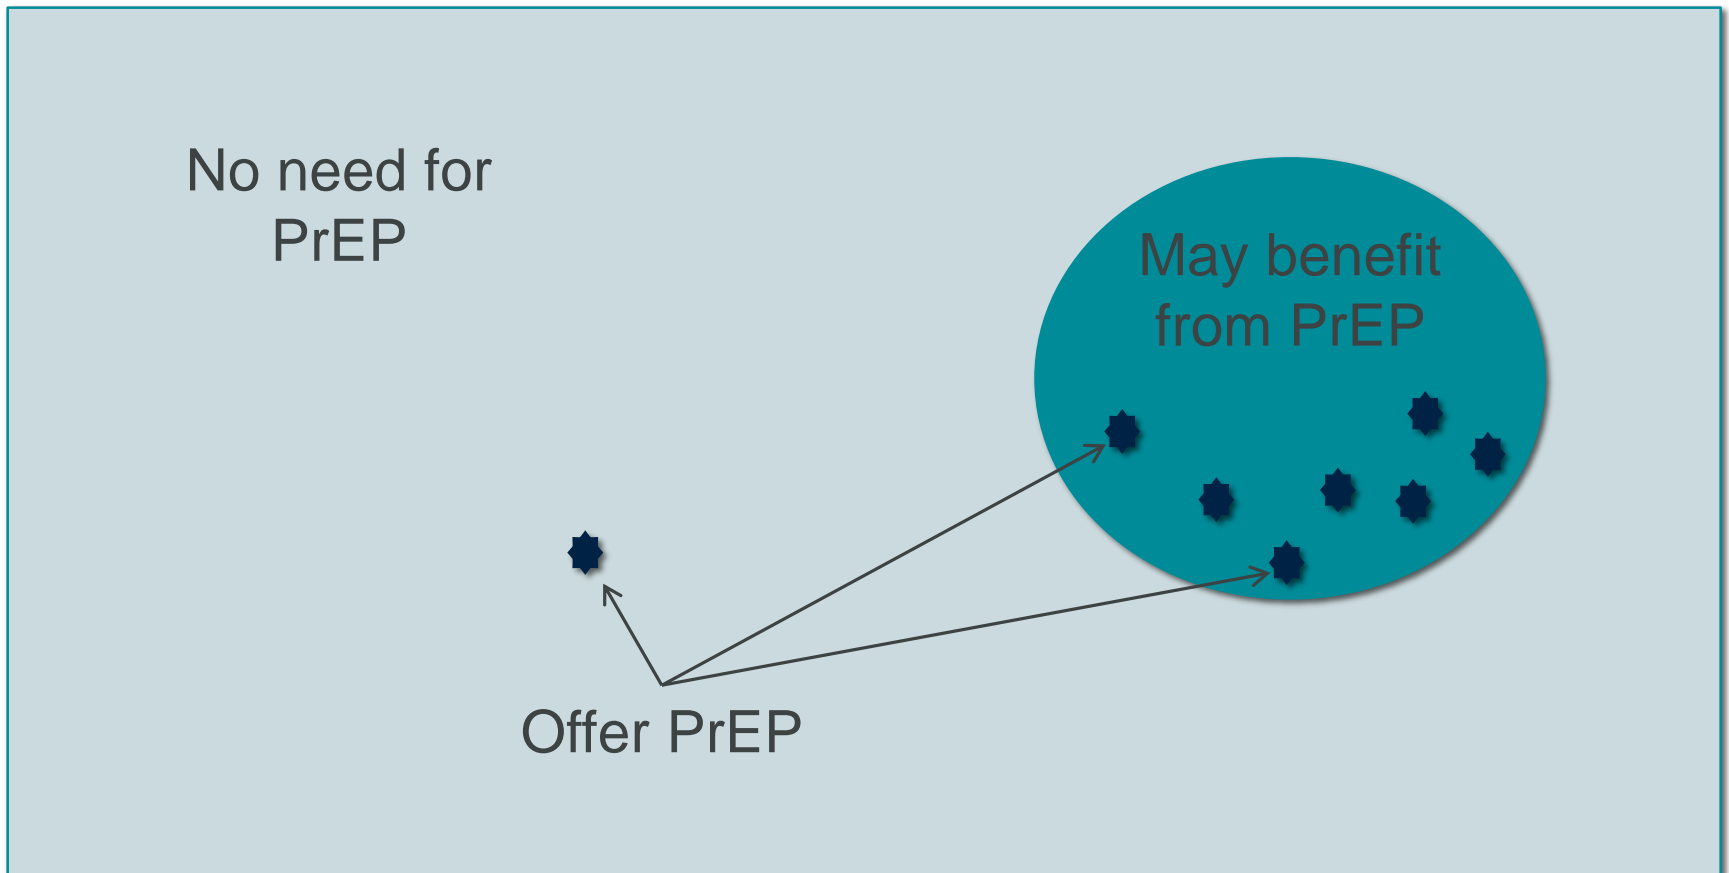 No need for
PrEP
May benefit
from PrEP
Offer PrEP